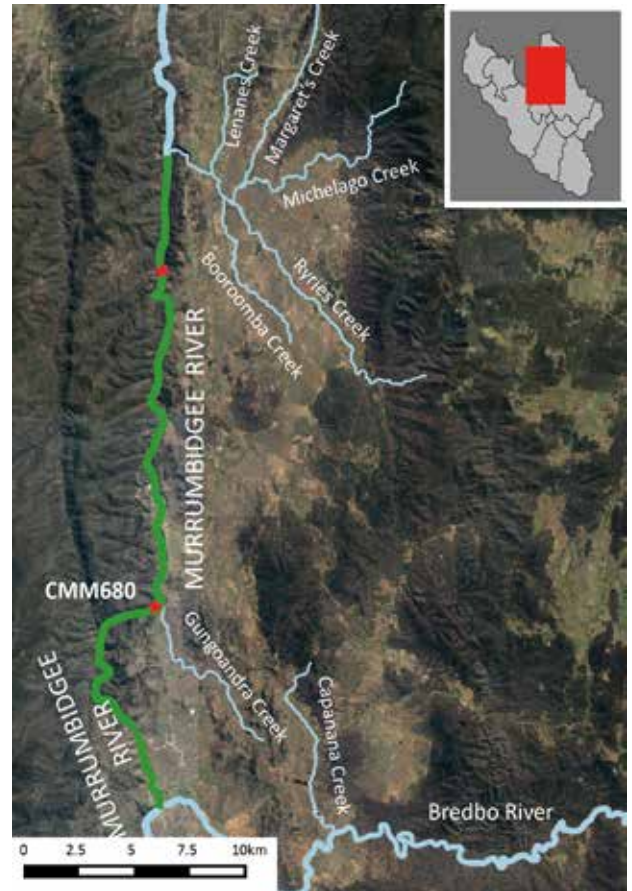 Lenanes Creek
Margaret's Creek
Michelago Creek
Booroomba Creek
Ryries Creek
MURRUMBIDGEE RIVER
CMM680
Gungoandra Creek
MURRUMBIDGEE
RIVER
Capanana Creek
Bredbo River
0 2.5 5 7.5 10km